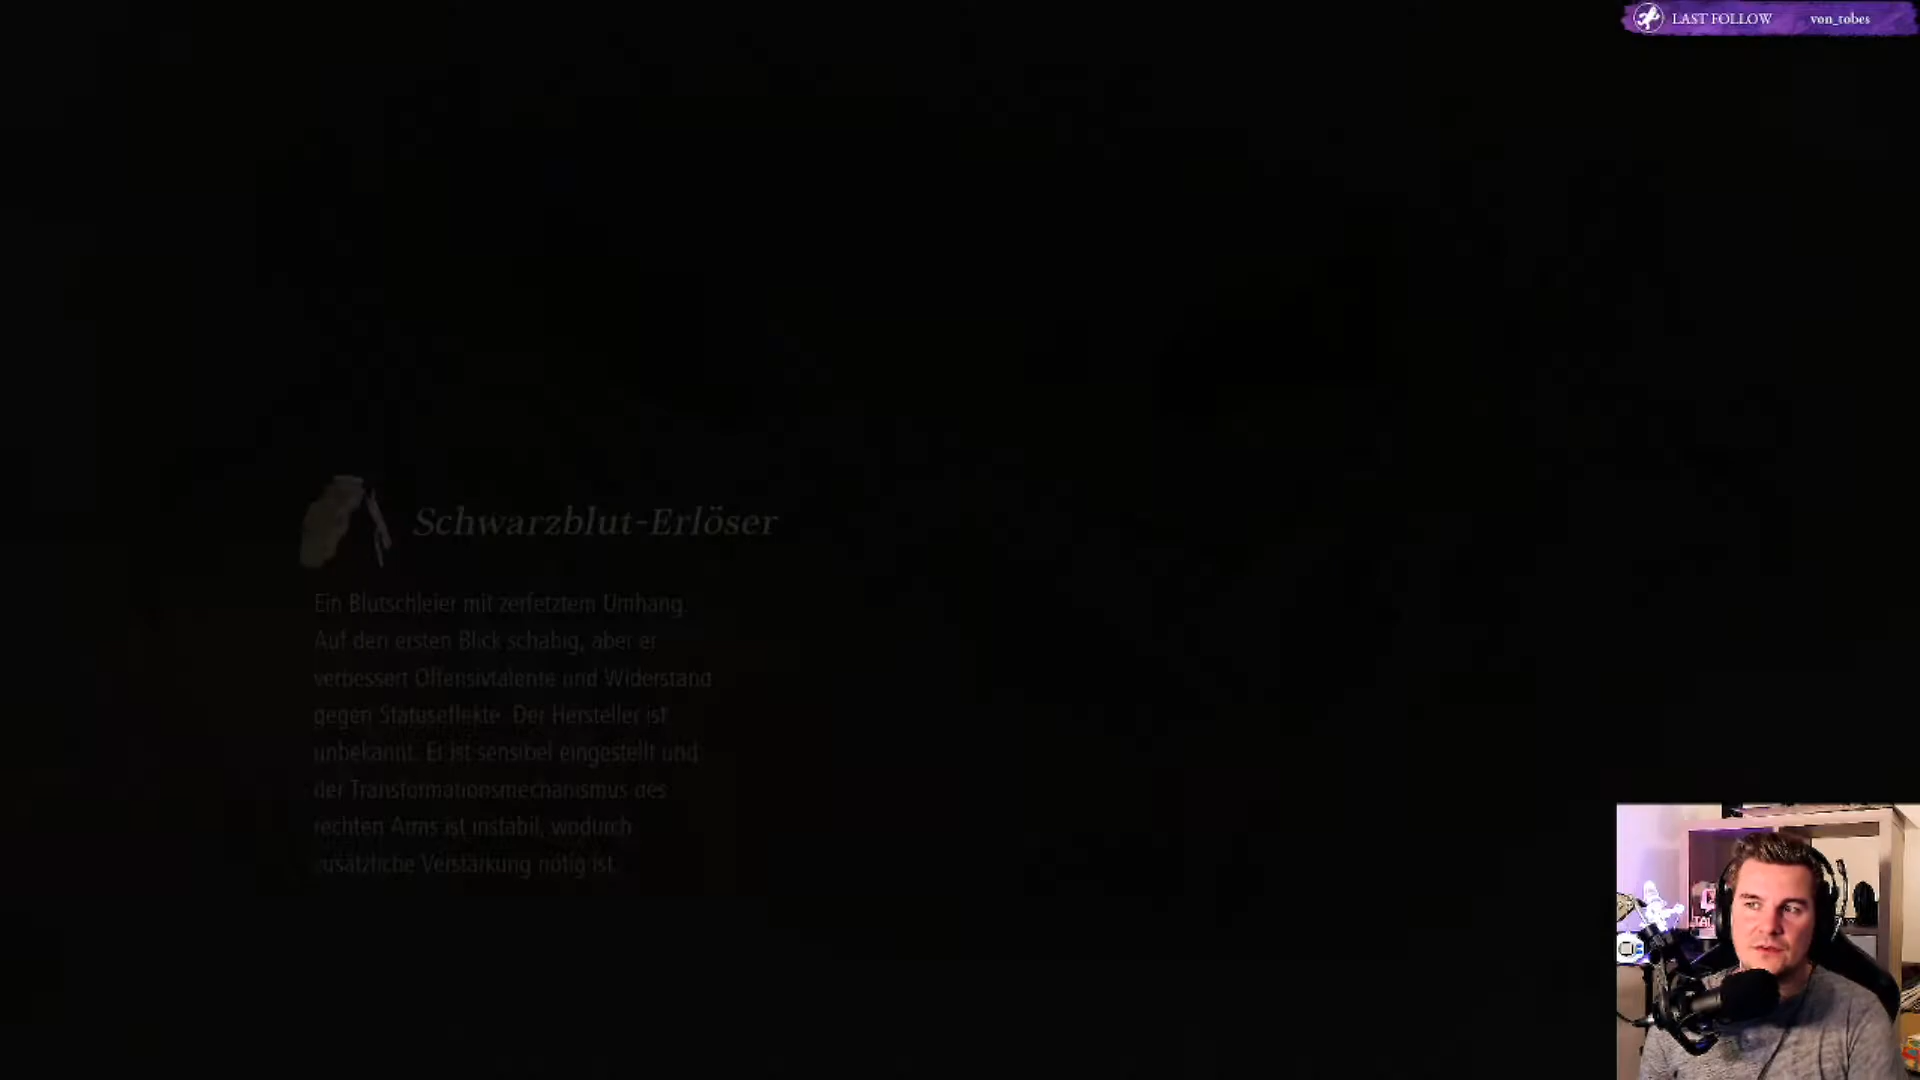 LAST FOLLOW von_tobes
Schwarzblut-Erlöser
Ein Blutschleier mit zerfetztem Umhang.
Auf den ersten Blick schäbig, aber er
verbessert Offensivtalente und Widerstand
gegen Statuseffekte. Der Hersteller ist
unbekannt. Er ist sensibel eingestellt und
der Transformationsmechanismus des
rechten Arms ist instabil, wodurch
zusätzliche Verstärkung nötig ist.